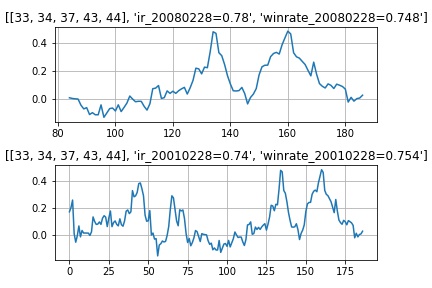 [[33, 34, 37, 43, 44], 'ir_20080228=0.78', 'winrate_20080228=0.748']
0.4
0.2
0.0
80 100 120 140 160 180
[[33, 34, 37, 43, 44], 'ir_20010228=0.74', 'winrate_20010228=0.754']
0.4
0.2
0.0
0 25 50 75 100 125 150 175